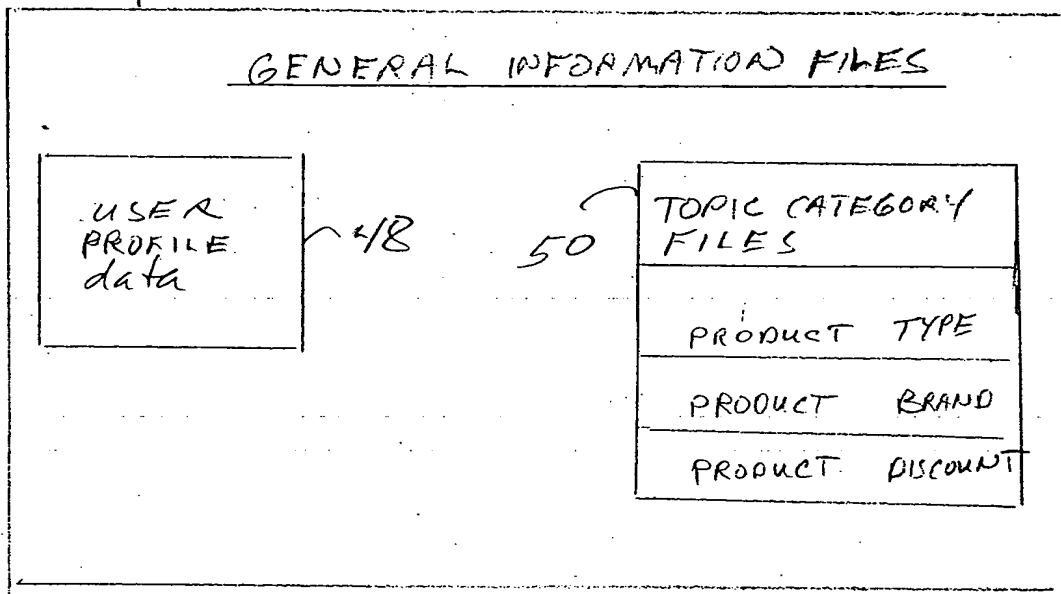 GENERAL INFORMATION FILES
USER
PROFILE
data
48
50
TOPIC CATEGORY
FILES
PRODUCT TYPE
PRODUCT BRAND
PRODUCT DISCOUNT